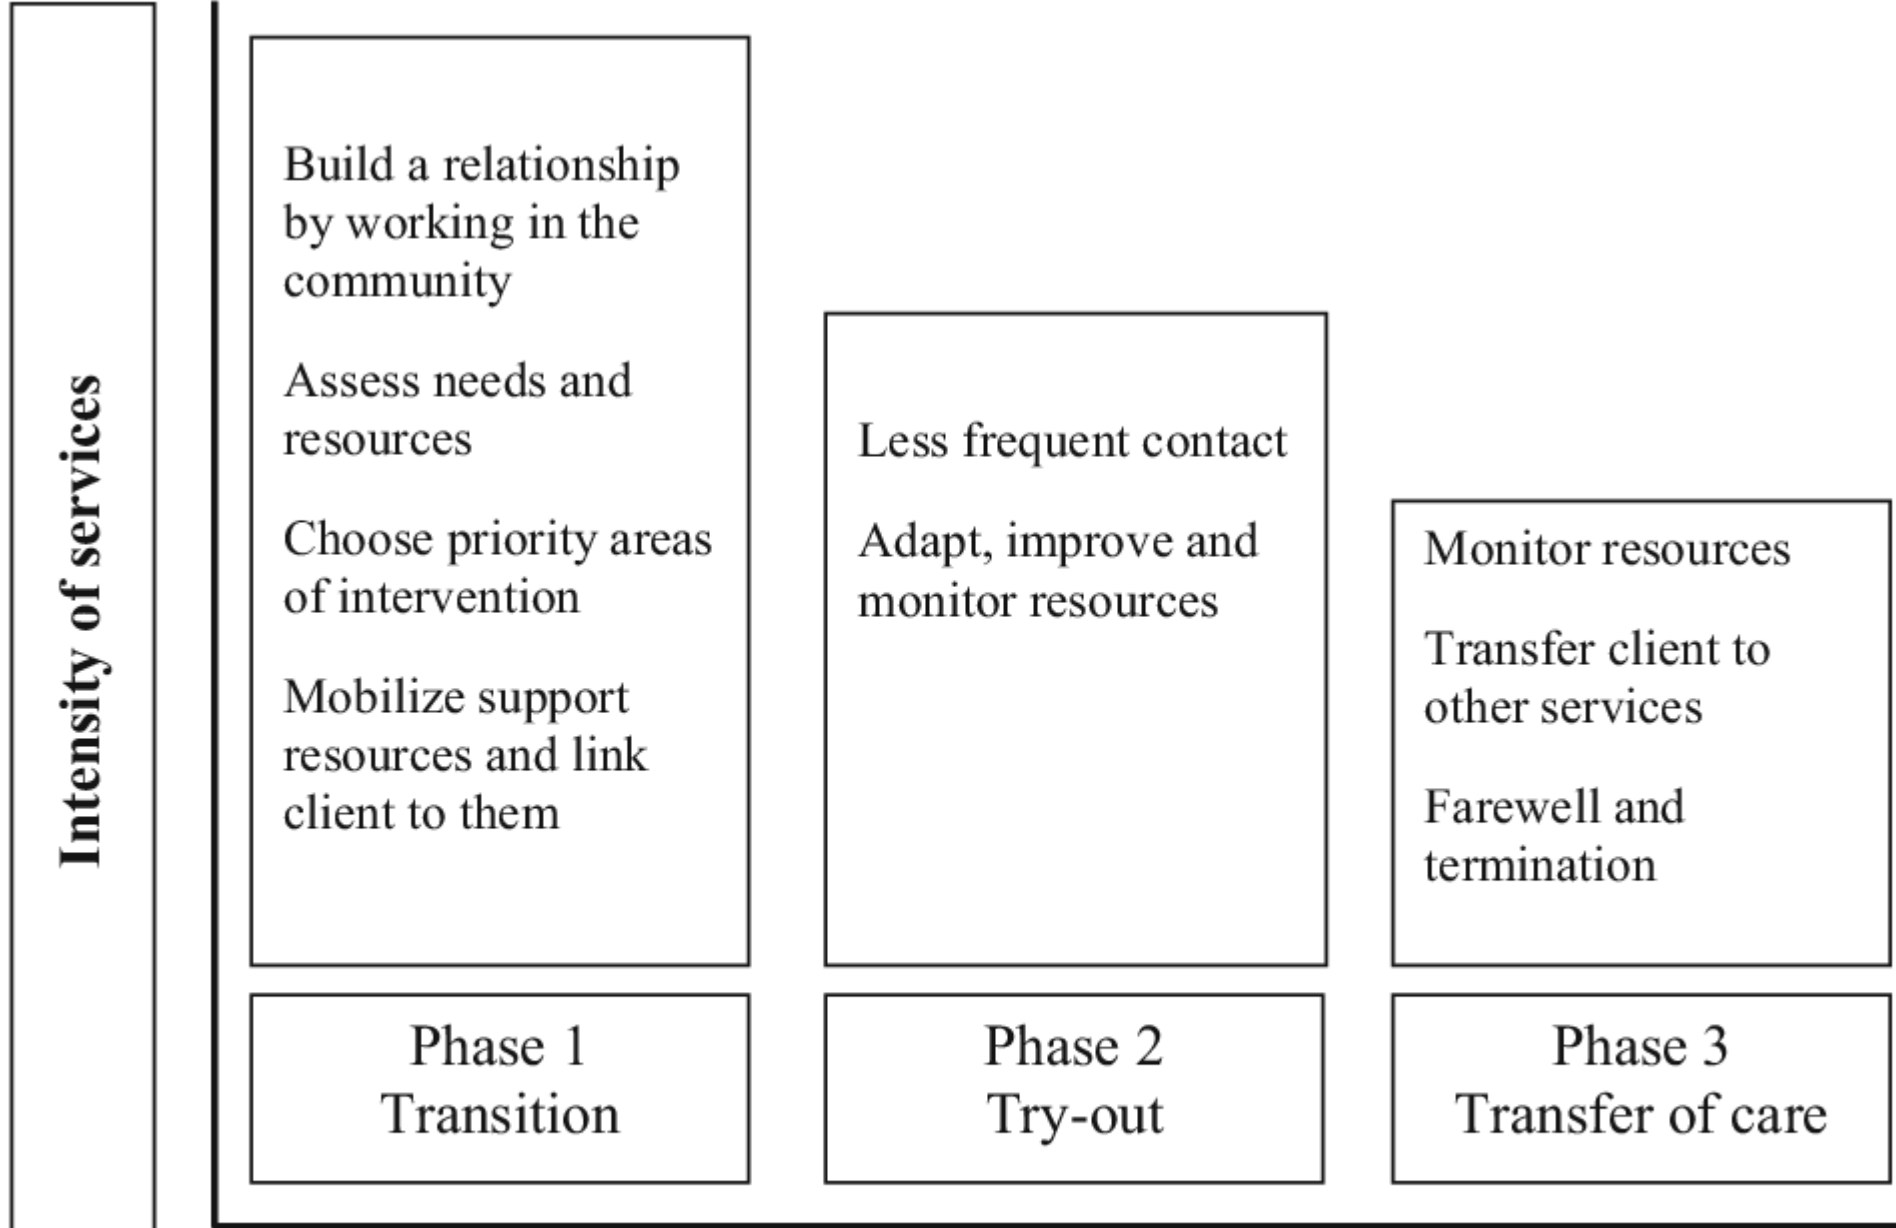 Intensity of services
Build a relationship
by working in the
community
Assess needs and
resources
Choose priority areas
of intervention
Mobilize support
resources and link
client to them
Phase 1
Transition
Less frequent contact
Adapt, improve and
monitor resources
Phase 2
Try-out
Monitor resources
Transfer client to
other services
Farewell and
termination
Phase 3
Transfer of care